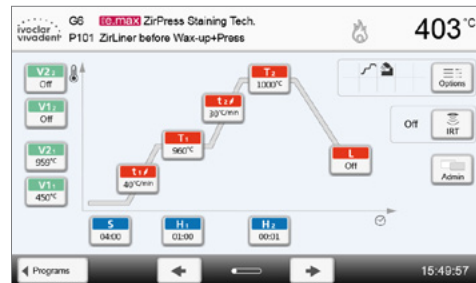 ivoclar vivadent G6 IPS e.max ZirPress Staining Tech.
P101 ZirLiner before Wax-up+Press
403°C
V2₂ Off
V1₂ Off
V2₁ 959°C
V1₁ 450°C
t₁ 40°C/min
T₁ 960°C
t₂ 30°C/min
T₂ 1000°C
L Off
S 04:00
H₁ 01:00
H₂ 00:01
Options
Off IRT
Admin
Programs
15:49:57